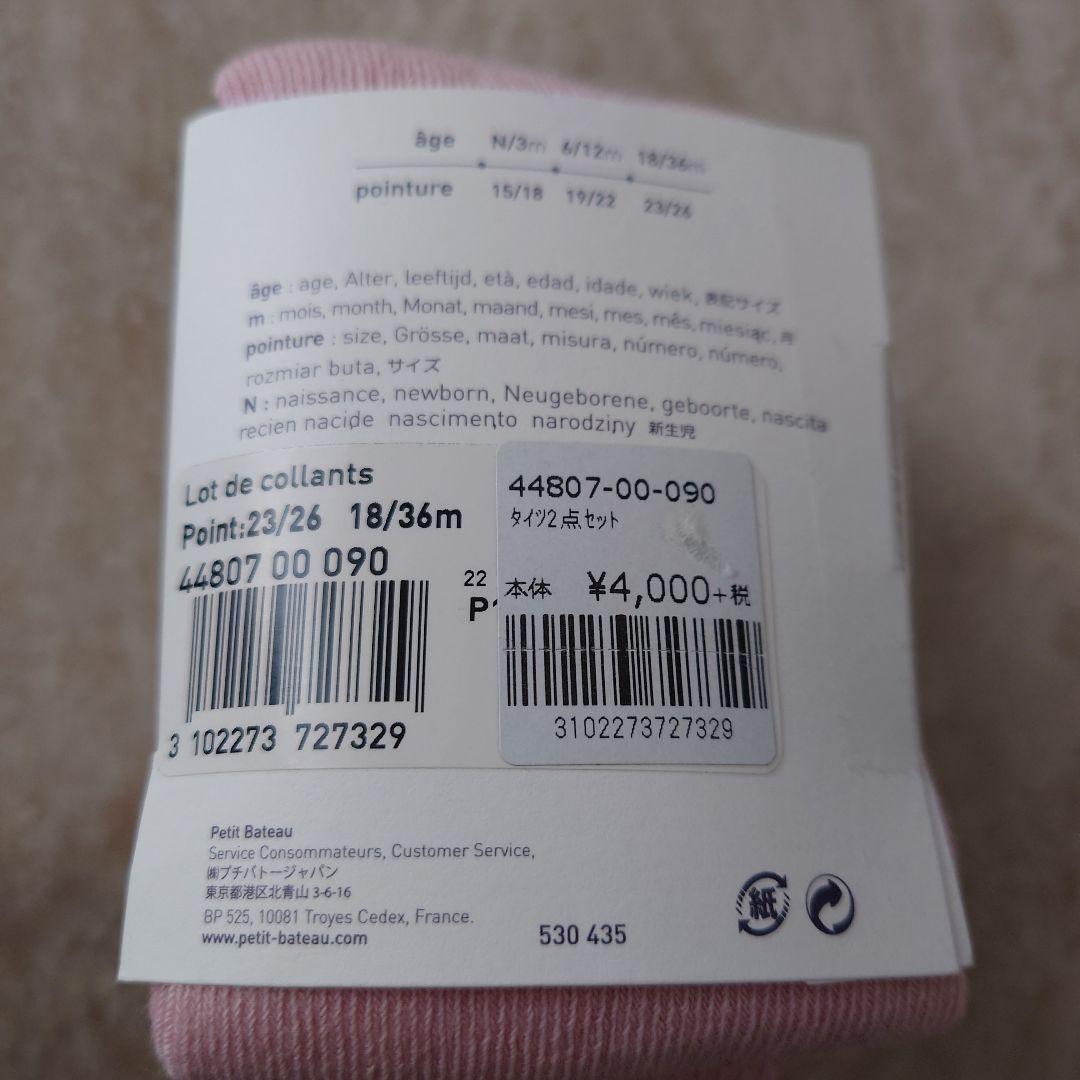 âge N/3m 6/12m 18/36m
pointure 15/18 19/22 23/26
âge : age, Alter, leeftijd, età, edad, idade, wiek, 表記サイズ
m : mois, month, Monat, maand, mesi, mes, mês, miesiąc, 月
pointure : size, Grösse, maat, misura, número, número,
rozmiar buta, サイズ
N : naissance, newborn, Neugeborene, geboorte, nascita
recien nacide nascimento narodziny 新生児
Lot de collants
Point:23/26 18/36m
44807 00 090
22
3 102273 727329
44807-00-090
タイツ2点セット
本体 ¥4,000+税
3102273727329
Petit Bateau
Service Consommateurs, Customer Service,
㈱プチバトージャパン
東京都港区北青山 3-6-16
BP 525, 10081 Troyes Cedex, France.
www.petit-bateau.com
530 435
紙